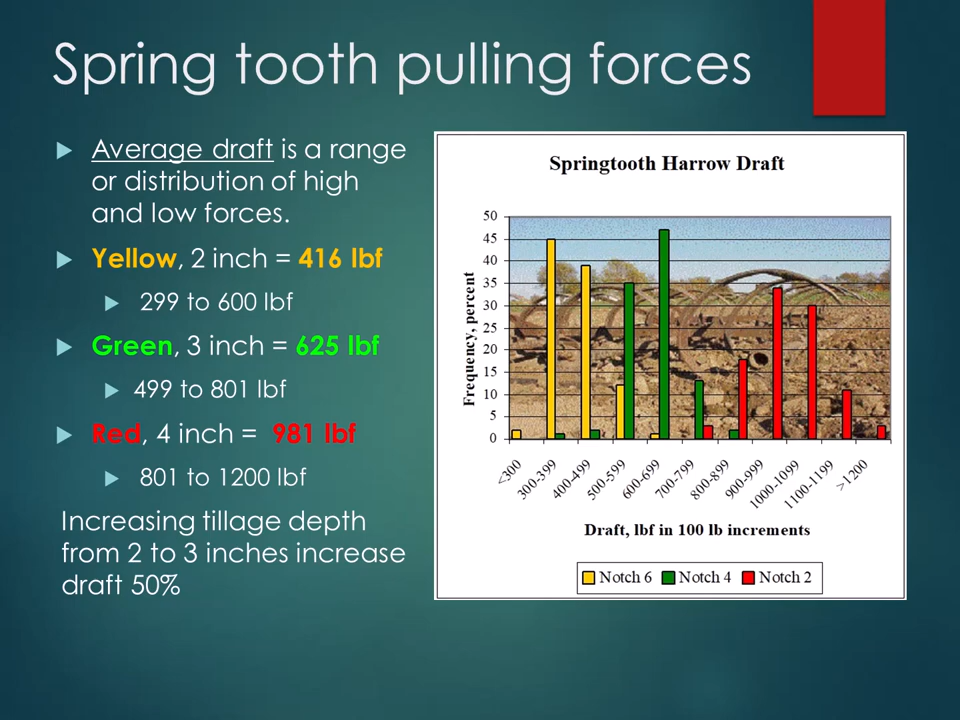 Spring tooth pulling forces
Average draft is a range
or distribution of high
and low forces.
Yellow, 2 inch = 416 lbf
299 to 600 lbf
Green, 3 inch = 625 lbf
499 to 801 lbf
Red, 4 inch = 981 lbf
801 to 1200 lbf
Increasing tillage depth
from 2 to 3 inches increase
draft 50%
Springtooth Harrow Draft
Frequency, percent
50
45
40
35
30
25
20
15
10
5
0
<300
300-399
400-499
500-599
600-699
700-799
800-899
900-999
1000-1099
1100-1199
>1200
Draft, lbf in 100 lb increments
Notch 6 Notch 4 Notch 2